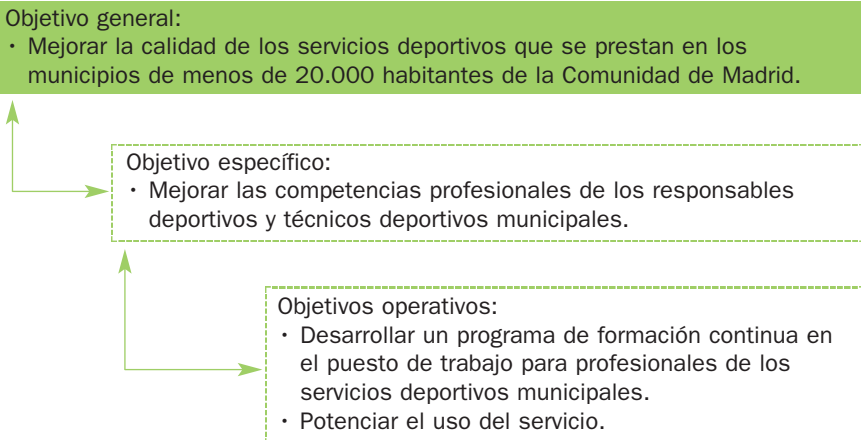 Objetivo general:
· Mejorar la calidad de los servicios deportivos que se prestan en los
municipios de menos de 20.000 habitantes de la Comunidad de Madrid.
Objetivo específico:
· Mejorar las competencias profesionales de los responsables
deportivos y técnicos deportivos municipales.
Objetivos operativos:
· Desarrollar un programa de formación continua en
el puesto de trabajo para profesionales de los
servicios deportivos municipales.
· Potenciar el uso del servicio.